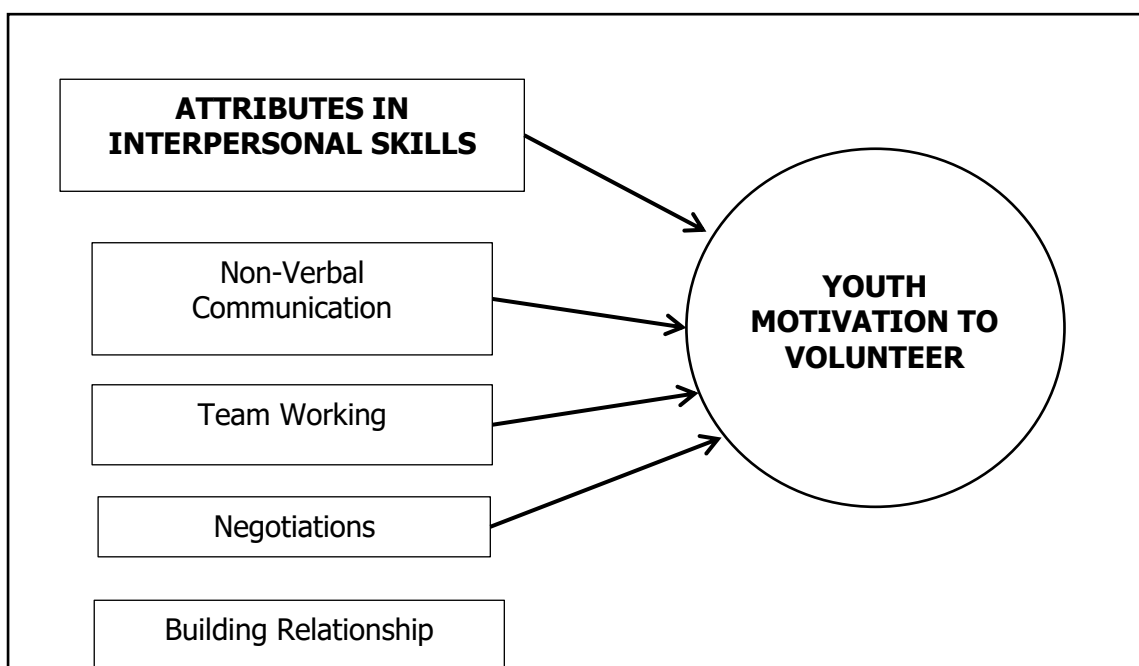 ATTRIBUTES IN
INTERPERSONAL SKILLS
Non-Verbal
Communication
Team Working
Negotiations
Building Relationship
YOUTH
MOTIVATION TO
VOLUNTEER